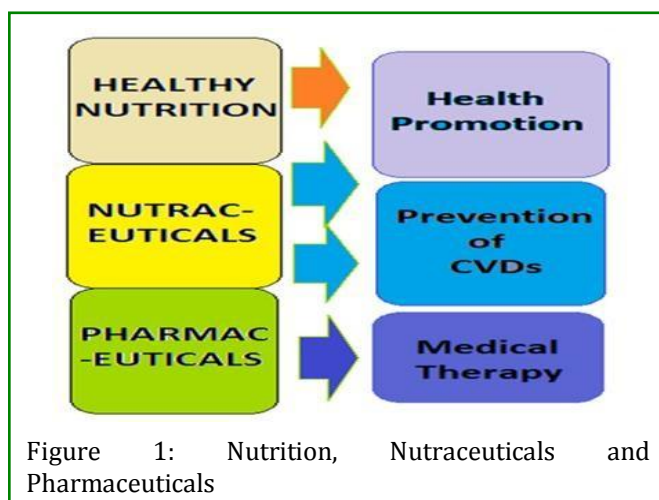 HEALTHY
NUTRITION
NUTRAC-
EUTICALS
PHARMAC
-EUTICALS
Health
Promotion
Prevention
of
CVDs
Medical
Therapy
Figure 1: Nutrition, Nutraceuticals and
Pharmaceuticals